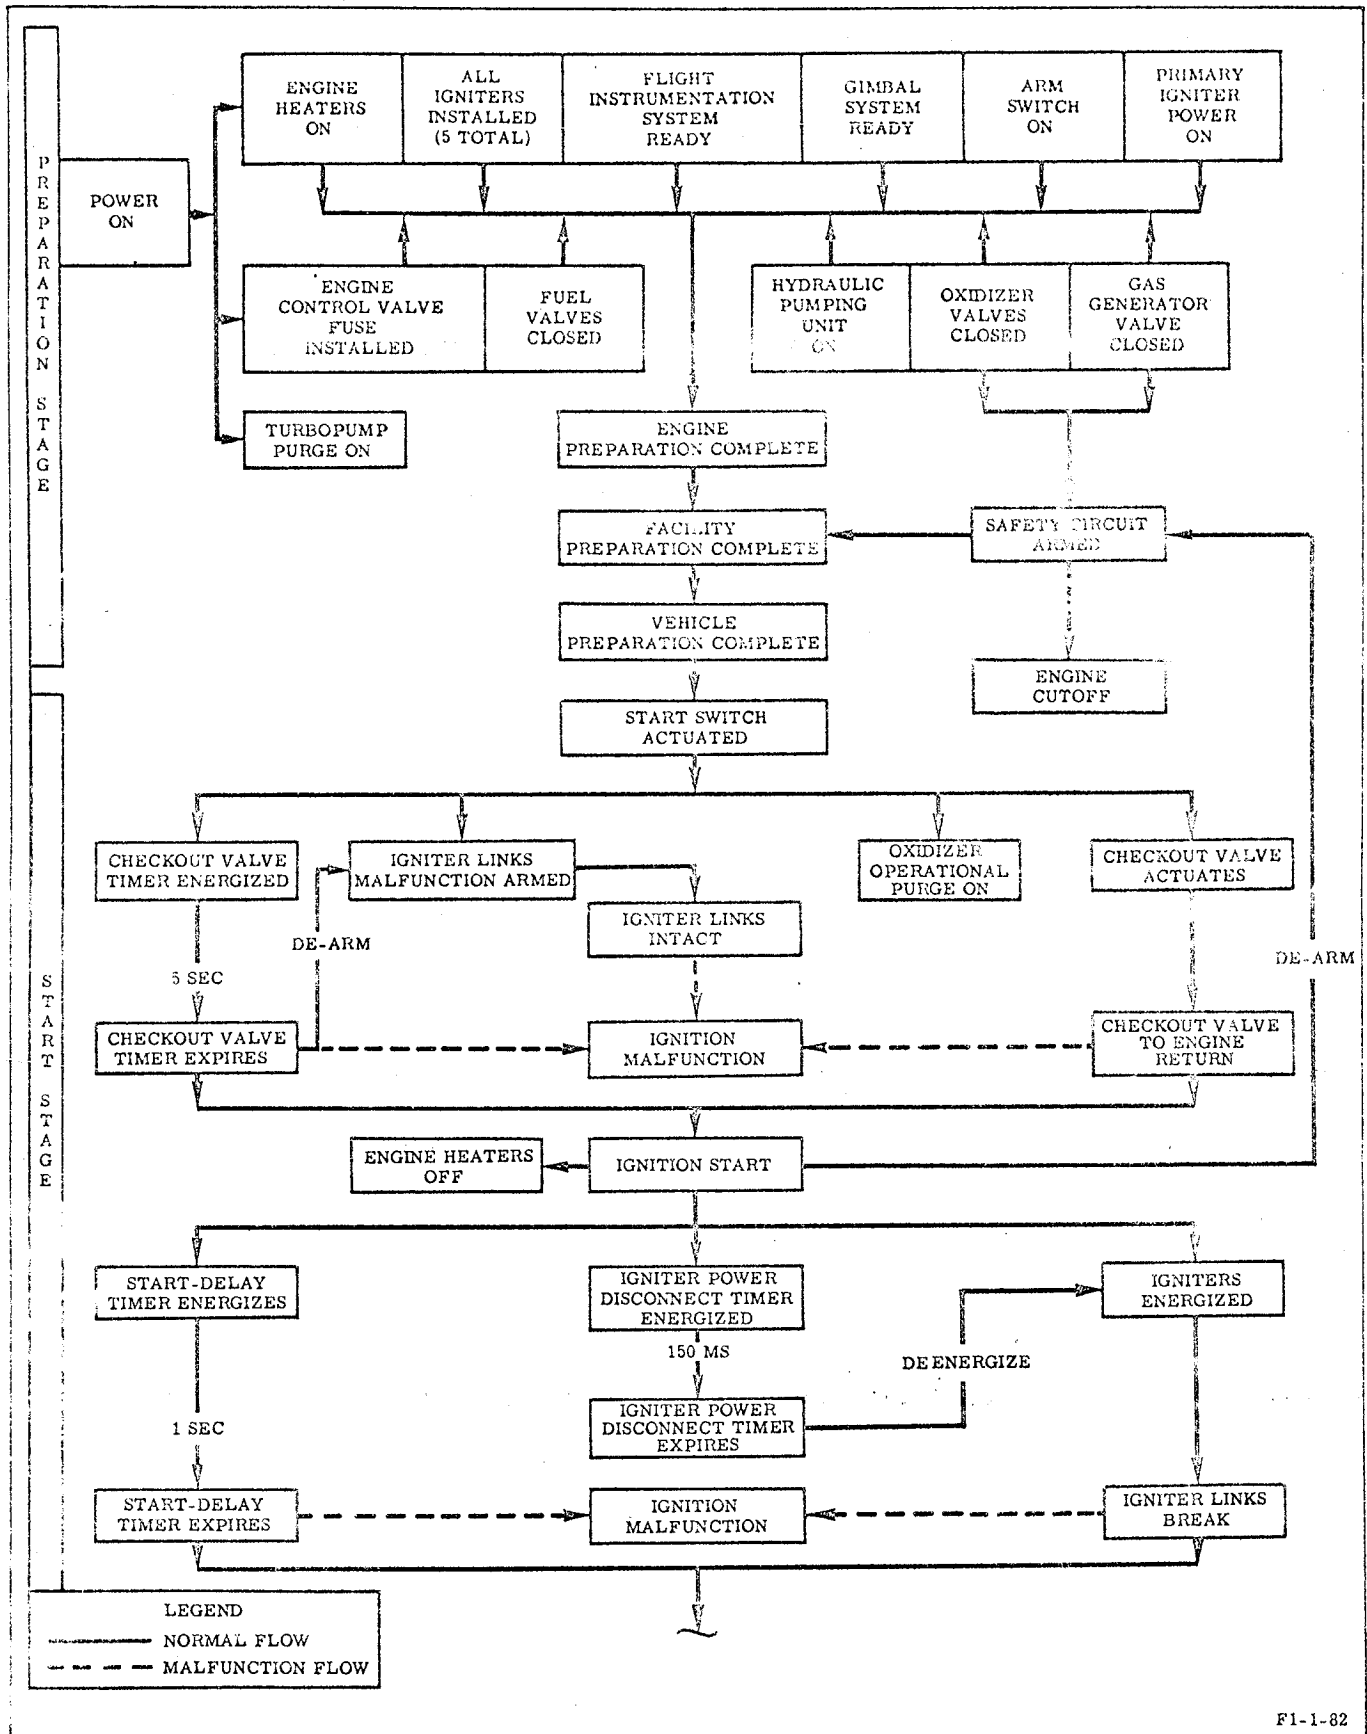 PREPARATION STAGE
POWER
ON
ENGINE
HEATERS
ON
ALL
IGNITERS
INSTALLED
(5 TOTAL)
FLIGHT
INSTRUMENTATION
SYSTEM
READY
GIMBAL
SYSTEM
READY
ARM
SWITCH
ON
PRIMARY
IGNITER
POWER
ON
ENGINE
CONTROL VALVE
FUSE
INSTALLED
FUEL
VALVES
CLOSED
HYDRAULIC
PUMPING
UNIT
ON
OXIDIZER
VALVES
CLOSED
GAS
GENERATOR
VALVE
CLOSED
TURBOPUMP
PURGE ON
ENGINE
PREPARATION COMPLETE
FACILITY
PREPARATION COMPLETE
SAFETY CIRCUIT
ARMED
VEHICLE
PREPARATION COMPLETE
ENGINE
CUTOFF
START STAGE
START SWITCH
ACTUATED
CHECKOUT VALVE
TIMER ENERGIZED
IGNITER LINKS
MALFUNCTION ARMED
OXIDIZER
OPERATIONAL
PURGE ON
CHECKOUT VALVE
ACTUATES
IGNITER LINKS
INTACT
DE-ARM
DE-ARM
5 SEC
CHECKOUT VALVE
TIMER EXPIRES
IGNITION
MALFUNCTION
CHECKOUT VALVE
TO ENGINE
RETURN
ENGINE HEATERS
OFF
IGNITION START
START-DELAY
TIMER ENERGIZES
IGNITER POWER
DISCONNECT TIMER
ENERGIZED
IGNITERS
ENERGIZED
150 MS
DEENERGIZE
1 SEC
IGNITER POWER
DISCONNECT TIMER
EXPIRES
START-DELAY
TIMER EXPIRES
IGNITION
MALFUNCTION
IGNITER LINKS
BREAK
LEGEND
NORMAL FLOW
MALFUNCTION FLOW
F1-1-82